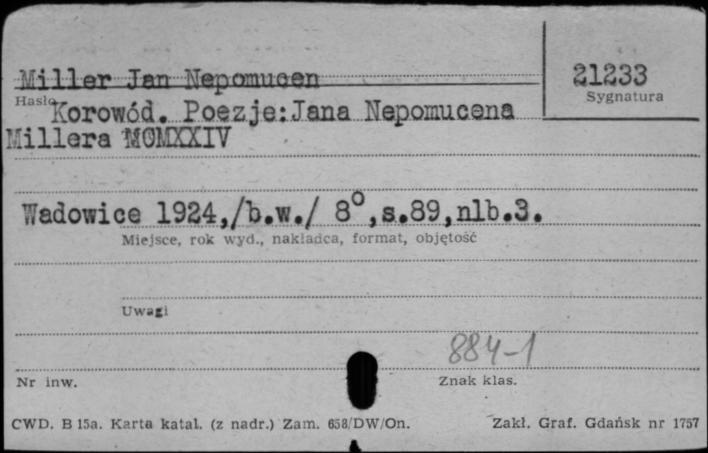 Miller Jan Nepomucen
21233
Sygnatura
Hasło
Korowód. Poezje:Jana Nepomucena
Millera MCMXXIV
Wadowice 1924,/b.w./ 8°,s.89,nlb.3.
Miejsce, rok wyd., nakładca, format, objętość
Uwagi
884-1
Nr inw.
Znak klas.
CWD. B 15a. Karta katal. (z nadr.) Zam. 658/DW/On.
Zakł. Graf. Gdańsk nr 1757